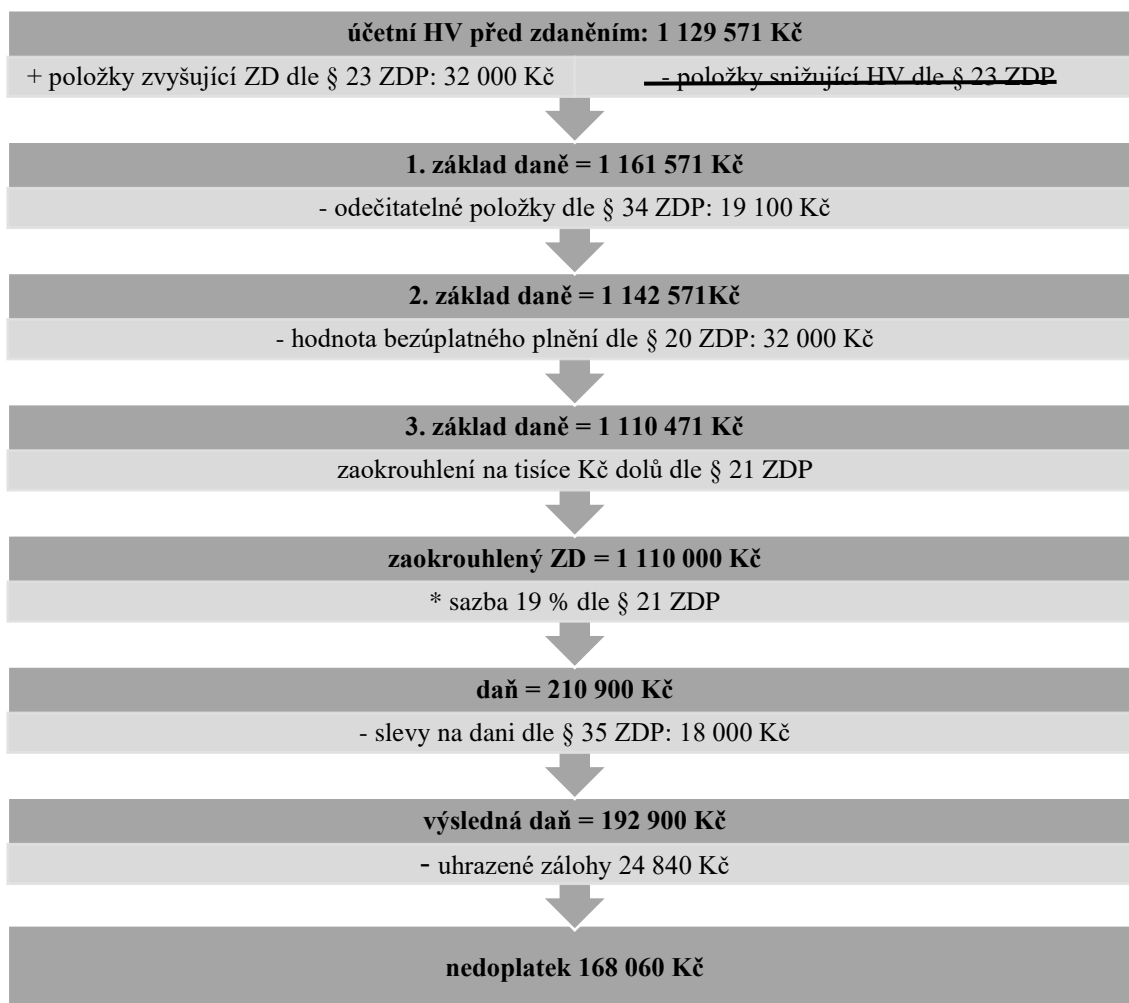 účetní HV před zdaněním: 1 129 571 Kč
+ položky zvyšující ZD dle § 23 ZDP: 32 000 Kč
- položky snižující HV dle § 23 ZDP
1. základ daně = 1 161 571 Kč
- odečitatelné položky dle § 34 ZDP: 19 100 Kč
2. základ daně = 1 142 571Kč
- hodnota bezúplatného plnění dle § 20 ZDP: 32 000 Kč
3. základ daně = 1 110 471 Kč
zaokrouhlení na tisíce Kč dolů dle § 21 ZDP
zaokrouhlený ZD = 1 110 000 Kč
* sazba 19 % dle § 21 ZDP
daň = 210 900 Kč
- slevy na dani dle § 35 ZDP: 18 000 Kč
výsledná daň = 192 900 Kč
- uhrazené zálohy 24 840 Kč
nedoplatek 168 060 Kč